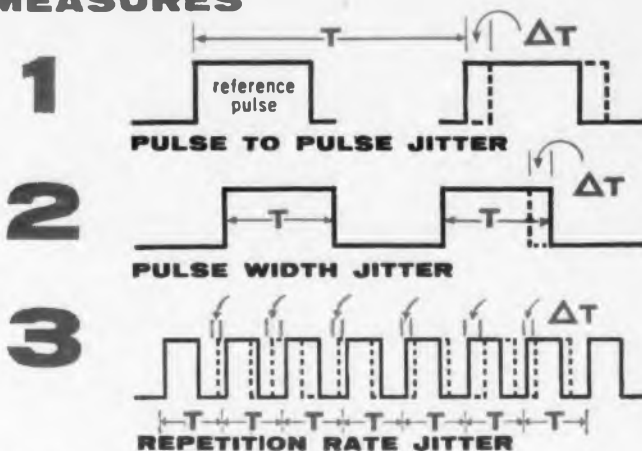 MEASURES
1
T
ΔT
reference
pulse
PULSE TO PULSE JITTER
2
T
T
ΔT
PULSE WIDTH JITTER
3
ΔT
T T T T T T T
REPETITION RATE JITTER